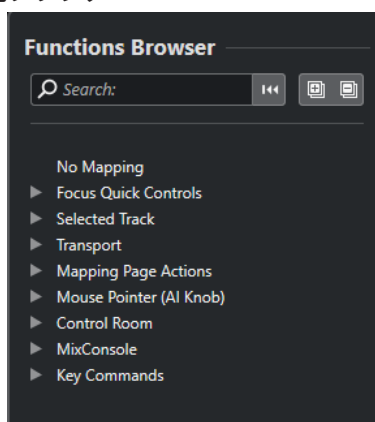 Functions Browser
Search:
No Mapping
Focus Quick Controls
Selected Track
Transport
Mapping Page Actions
Mouse Pointer (AI Knob)
Control Room
MixConsole
Key Commands